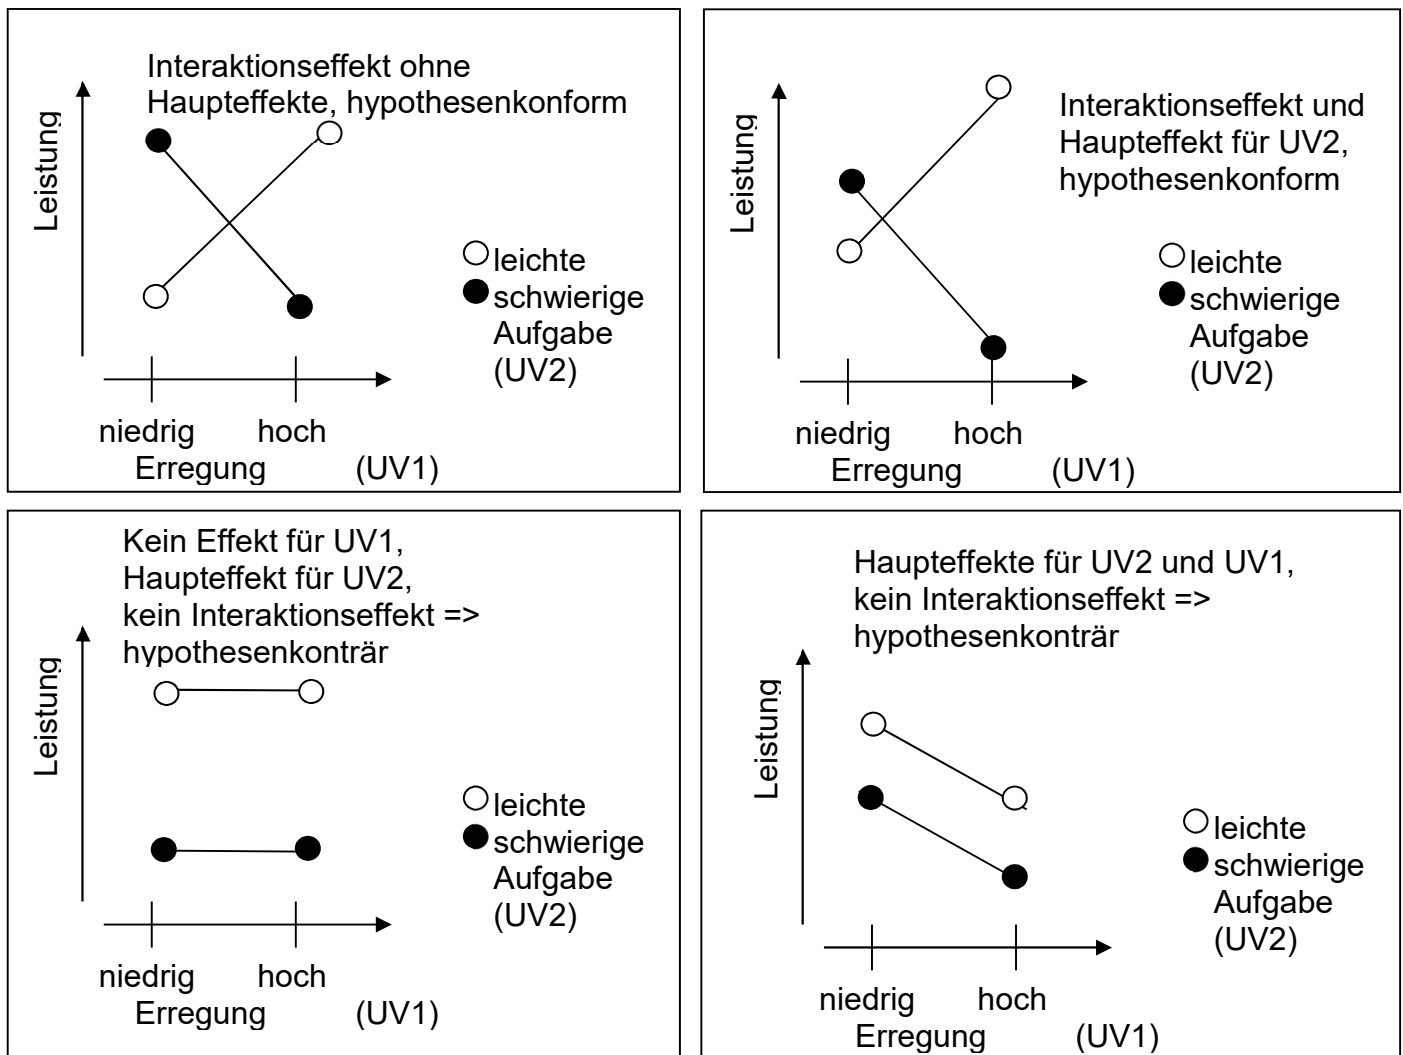 Interaktionseffekt ohne
Haupteffekte, hypothesenkonform
Leistung
leichte
schwierige
Aufgabe
(UV2)
niedrig hoch
Erregung (UV1)
Interaktionseffekt und
Haupteffekt für UV2,
hypothesenkonform
Leistung
leichte
schwierige
Aufgabe
(UV2)
niedrig hoch
Erregung (UV1)
Kein Effekt für UV1,
Haupteffekt für UV2,
kein Interaktionseffekt =>
hypothesenkonträr
Leistung
leichte
schwierige
Aufgabe
(UV2)
niedrig hoch
Erregung (UV1)
Haupteffekte für UV2 und UV1,
kein Interaktionseffekt =>
hypothesenkonträr
Leistung
leichte
schwierige
Aufgabe
(UV2)
niedrig hoch
Erregung (UV1)